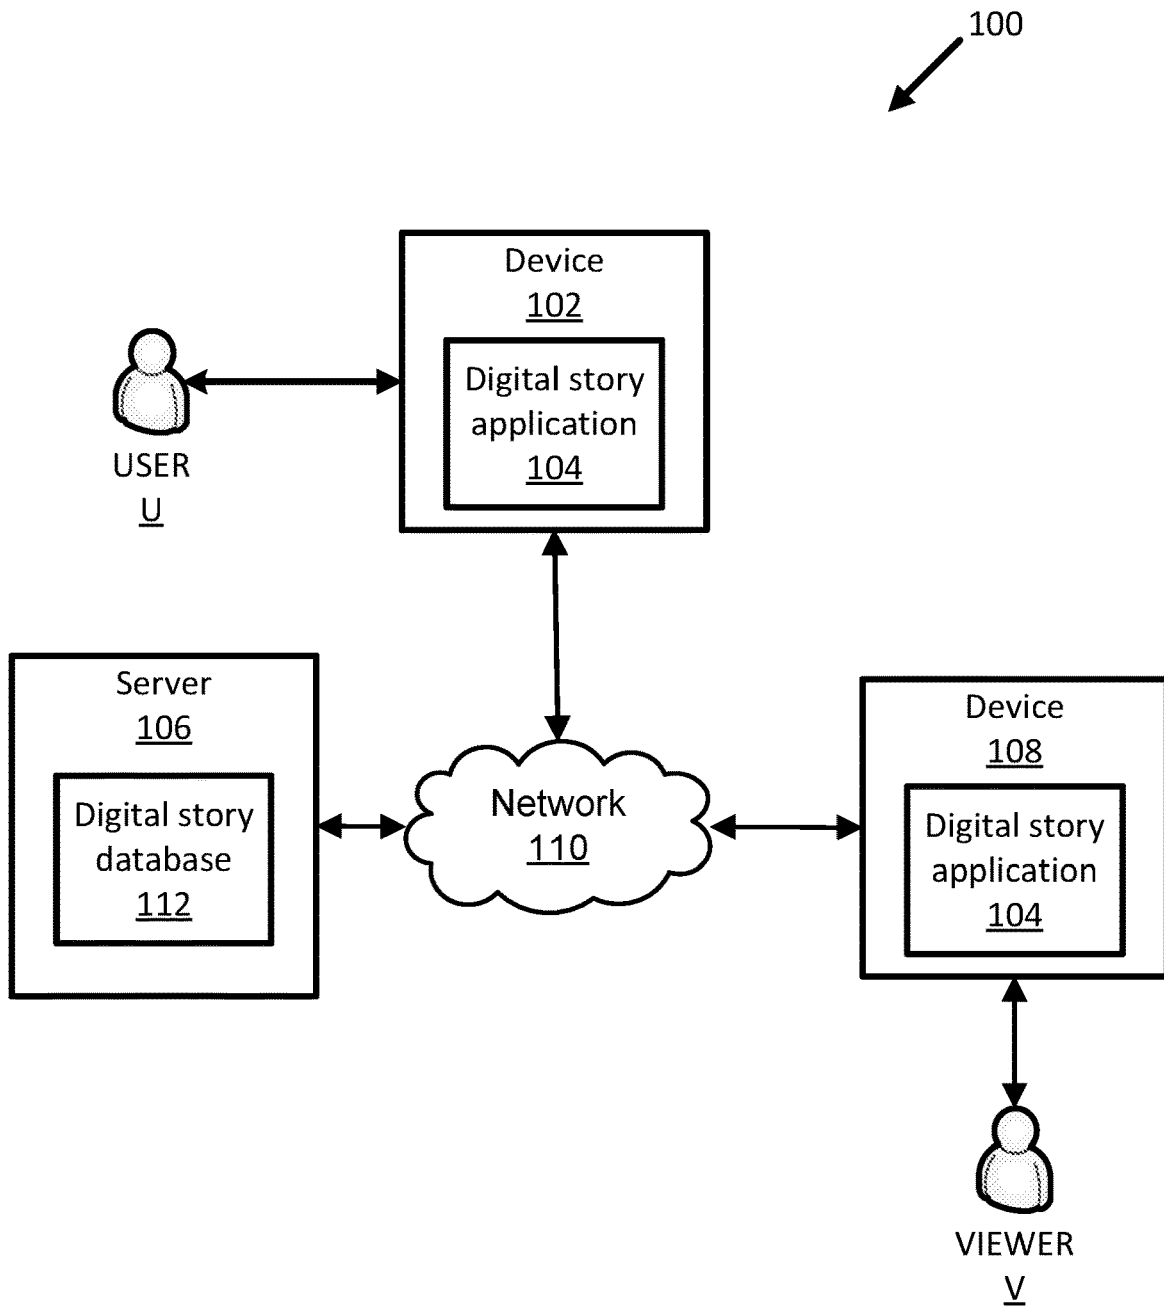 100
Device
102
Digital story
application
104
USER
U
Server
106
Digital story
database
112
Network
110
Device
108
Digital story
application
104
VIEWER
V